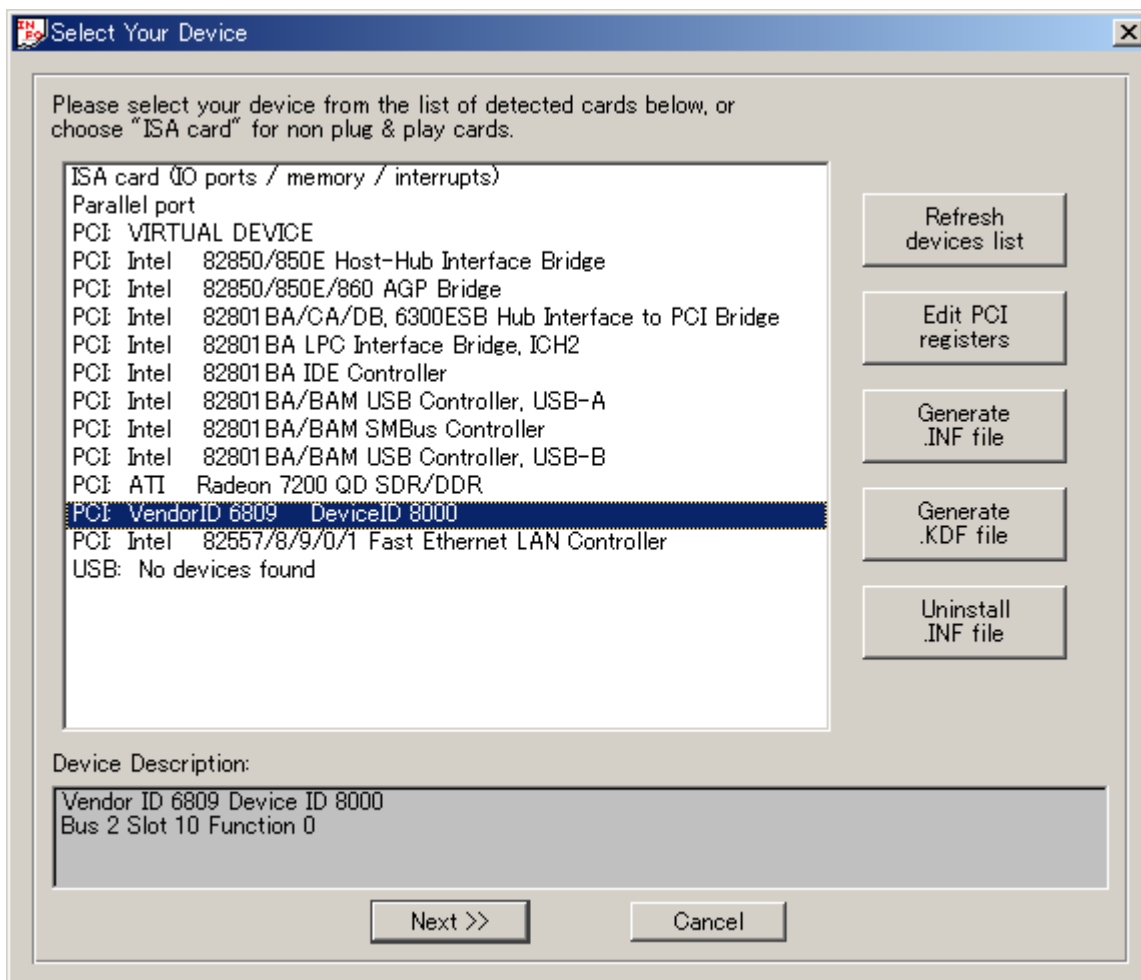 Select Your Device
Please select your device from the list of detected cards below, or
choose "ISA card" for non plug & play cards.
ISA card (IO ports / memory / interrupts)
Parallel port
PCI: VIRTUAL DEVICE
PCI: Intel 82850/850E Host-Hub Interface Bridge
PCI: Intel 82850/850E/860 AGP Bridge
PCI: Intel 82801BA/CA/DB, 6300ESB Hub Interface to PCI Bridge
PCI: Intel 82801BA LPC Interface Bridge, ICH2
PCI: Intel 82801BA IDE Controller
PCI: Intel 82801BA/BAM USB Controller, USB-A
PCI: Intel 82801BA/BAM SMBus Controller
PCI: Intel 82801BA/BAM USB Controller, USB-B
PCI: ATI Radeon 7200 QD SDR/DDR
PCI: VendorID 6809 DeviceID 8000
PCI: Intel 82557/8/9/0/1 Fast Ethernet LAN Controller
USB: No devices found
Refresh
devices list
Edit PCI
registers
Generate
.INF file
Generate
.KDF file
Uninstall
.INF file
Device Description:
Vendor ID 6809 Device ID 8000
Bus 2 Slot 10 Function 0
Next >>
Cancel